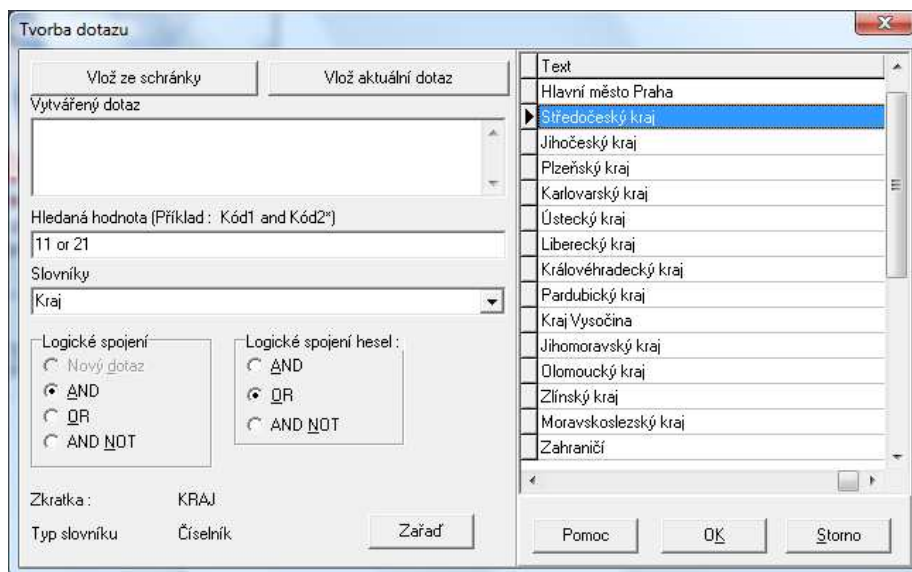 Tvorba dotazu
Vlož ze schránky
Vlož aktuální dotaz
Vytvářený dotaz
Hledaná hodnota (Příklad : Kód1 and Kód2*)
11 or 21
Slovníky
Kraj
Logické spojení
Nový dotaz
AND
OR
AND NOT
Logické spojení hesel :
AND
OR
AND NOT
Zkratka : KRAJ
Typ slovníku Číselník
Zařaď
Text
Hlavní město Praha
Středočeský kraj
Jihočeský kraj
Plzeňský kraj
Karlovarský kraj
Ústecký kraj
Liberecký kraj
Královéhradecký kraj
Pardubický kraj
Kraj Vysočina
Jihomoravský kraj
Olomoucký kraj
Zlínský kraj
Moravskoslezský kraj
Zahraničí
Pomoc
OK
Storno